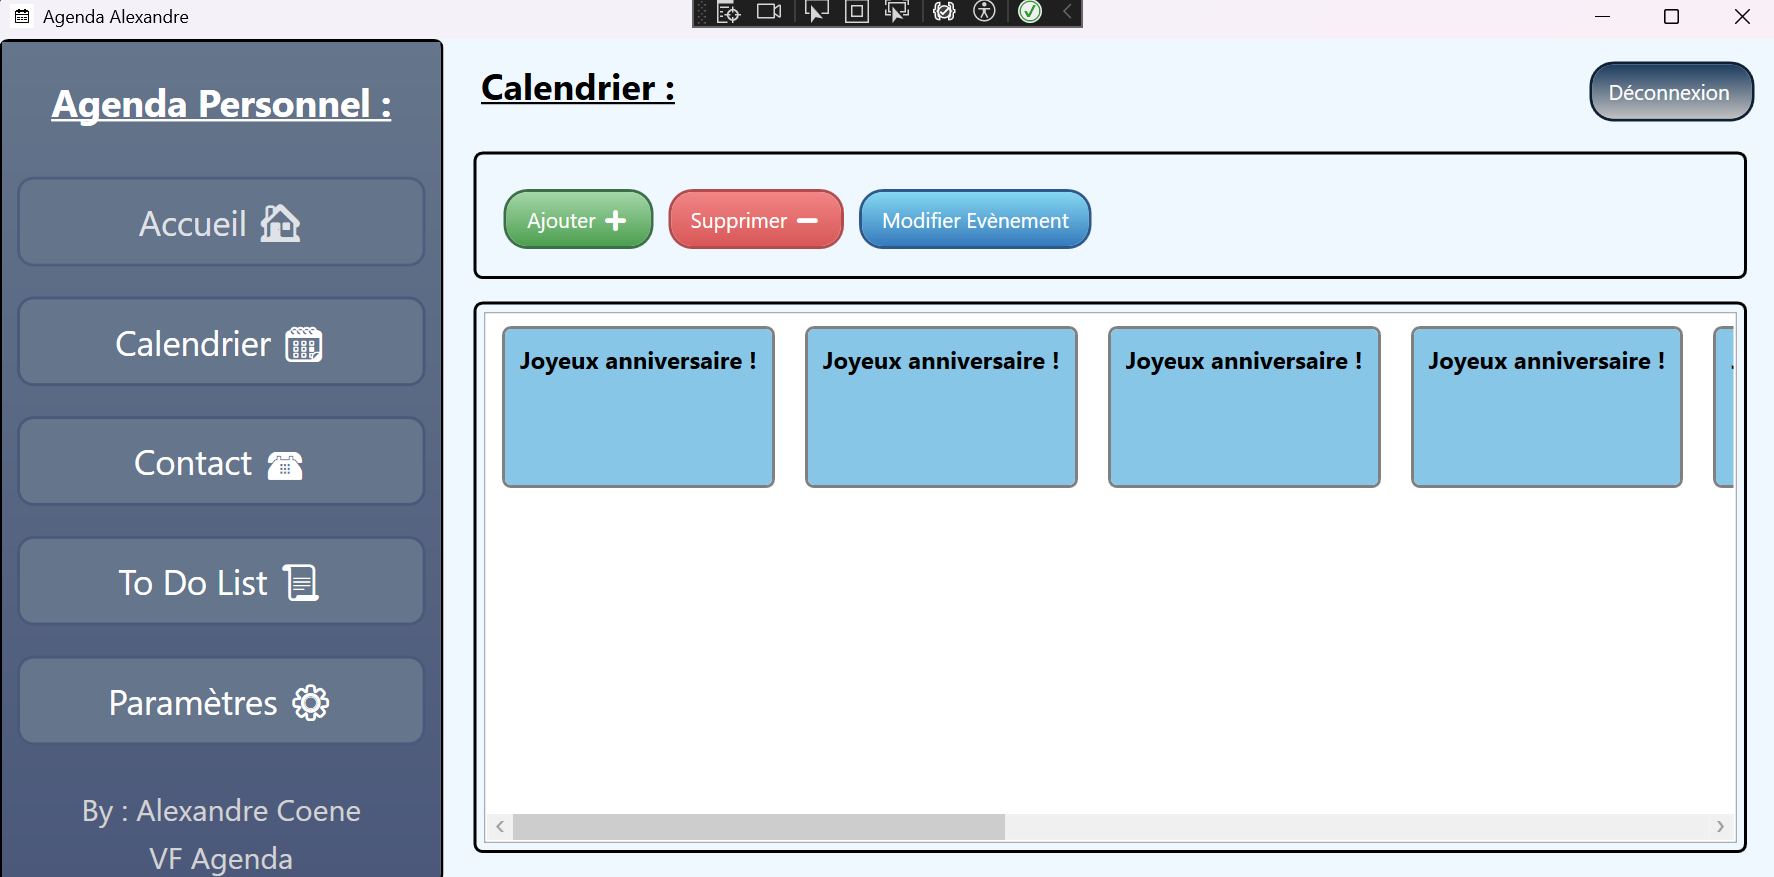 Agenda Alexandre
Agenda Personnel :
Accueil
Calendrier
Contact
To Do List
Paramètres
By : Alexandre Coene
VF Agenda
Calendrier :
Déconnexion
Ajouter
Supprimer
Modifier Evènement
Joyeux anniversaire !
Joyeux anniversaire !
Joyeux anniversaire !
Joyeux anniversaire !